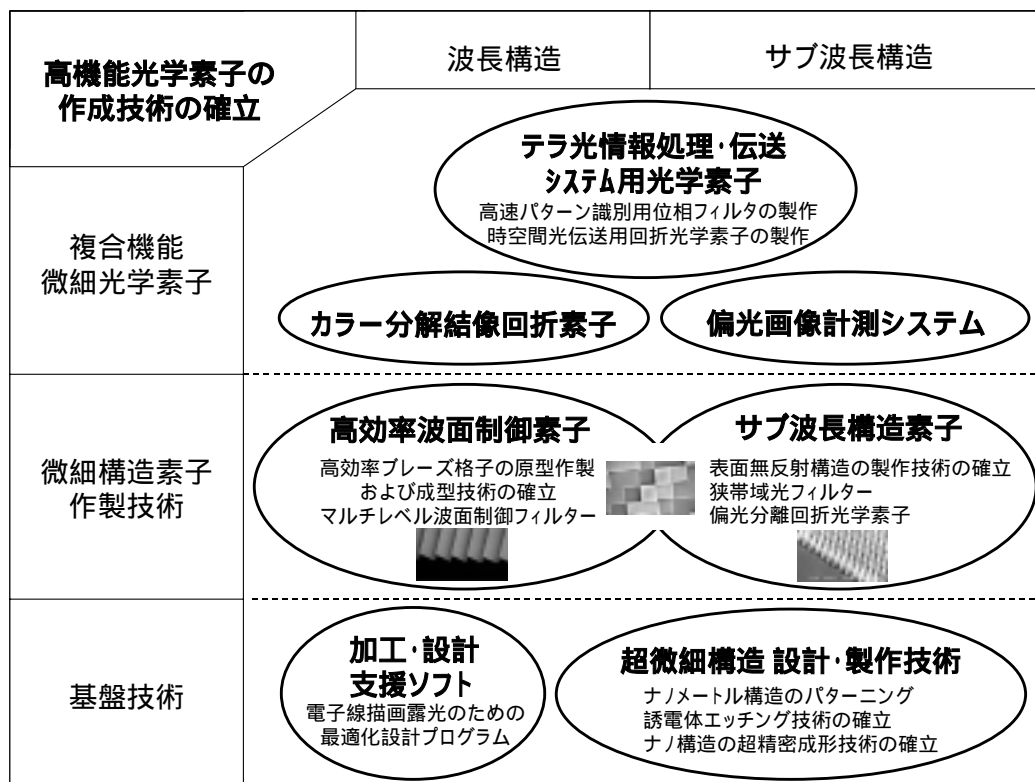 高機能光学素子の
作成技術の確立
波長構造
サブ波長構造
複合機能
微細光学素子
テラ光情報処理・伝送
システム用光学素子
高速パターン識別用位相フィルタの製作
時空間光伝送用回折光学素子の製作
カラー分解結像回折素子
偏光画像計測システム
微細構造素子
作製技術
高効率波面制御素子
高効率ブレーズ格子の原型作製
および成型技術の確立
マルチレベル波面制御フィルター
サブ波長構造素子
表面無反射構造の製作技術の確立
狭帯域光フィルター
偏光分離回折光学素子
基盤技術
加工・設計
支援ソフト
電子線描画露光のための
最適化設計プログラム
超微細構造 設計・製作技術
ナノメートル構造のパターニング
誘電体エッチング技術の確立
ナノ構造の超精密成形技術の確立